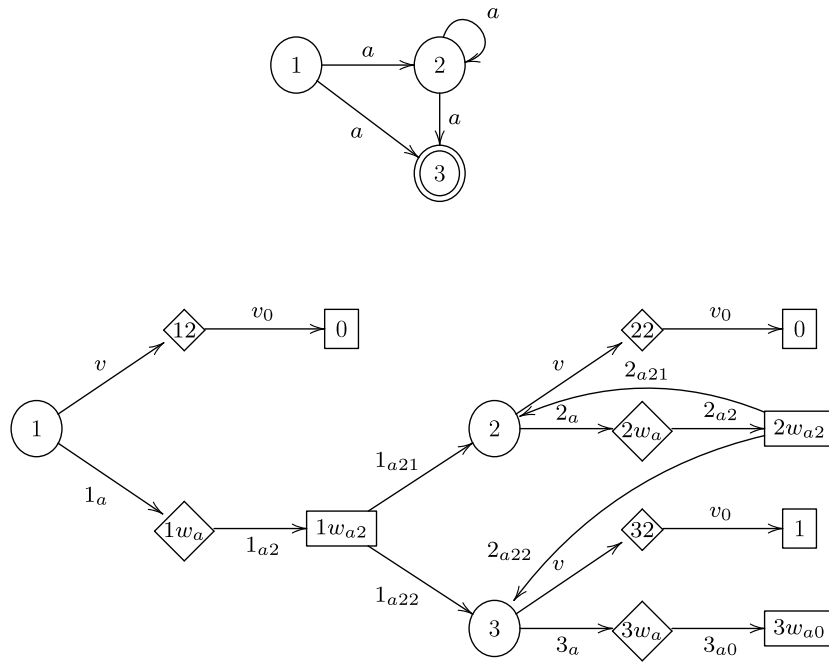 a
1 a 2
a a
3
12 v₀ 0 22 v₀ 0
v v 2ₐ₂₁
1 2 2ₐ 2wₐ 2ₐ₂ 2wₐ₂
1ₐ 1ₐ₂₁
1wₐ 1ₐ₂ 1wₐ₂ 32 v₀ 1
2ₐ₂₂ v
1ₐ₂₂
3 3ₐ 3wₐ 3ₐ₀ 3wₐ₀